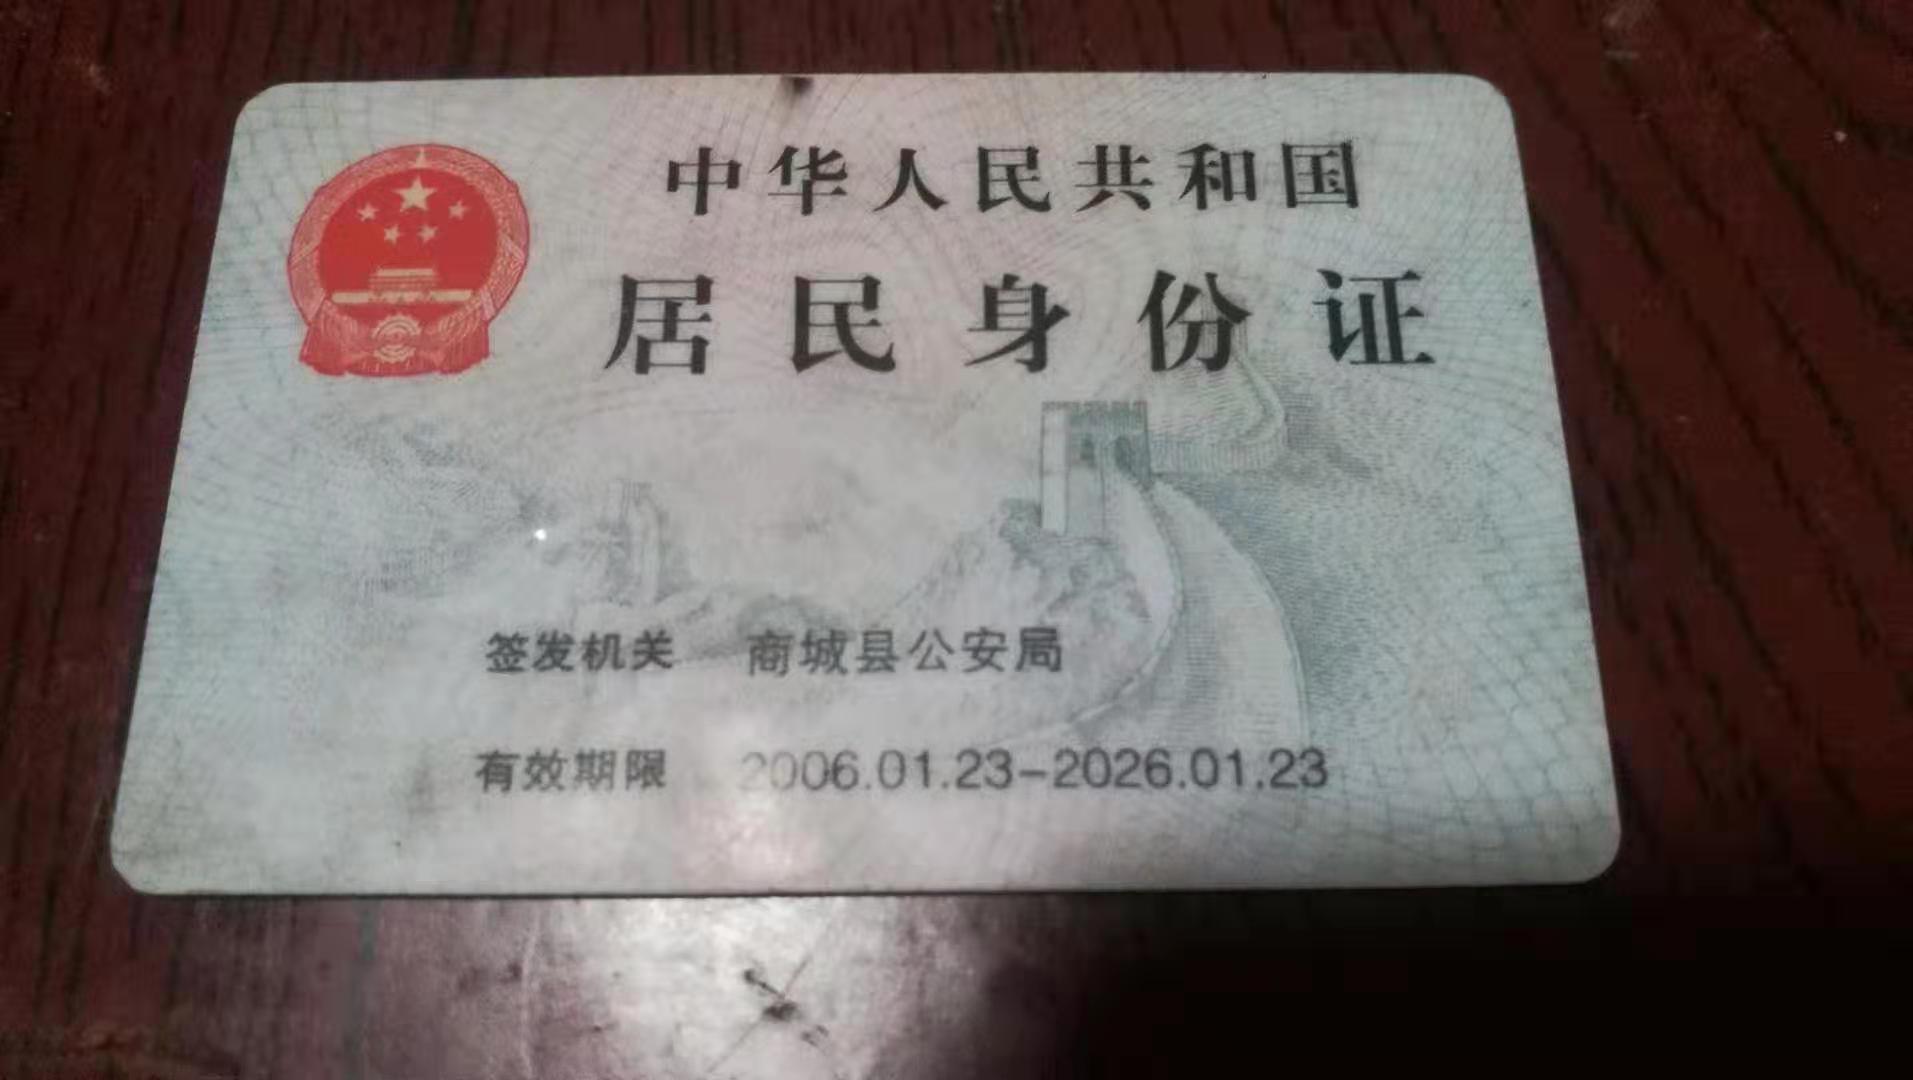 中华人民共和国
居民身份证
签发机关 商城县公安局
有效期限 2006.01.23-2026.01.23